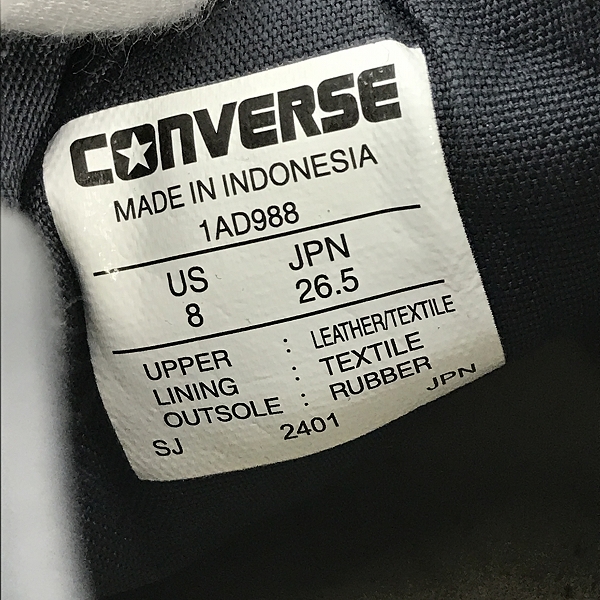 CONVERSE
MADE IN INDONESIA
1AD988
US JPN
8 26.5
UPPER : LEATHER/TEXTILE
LINING : TEXTILE
OUTSOLE : RUBBER
SJ 2401 JPN